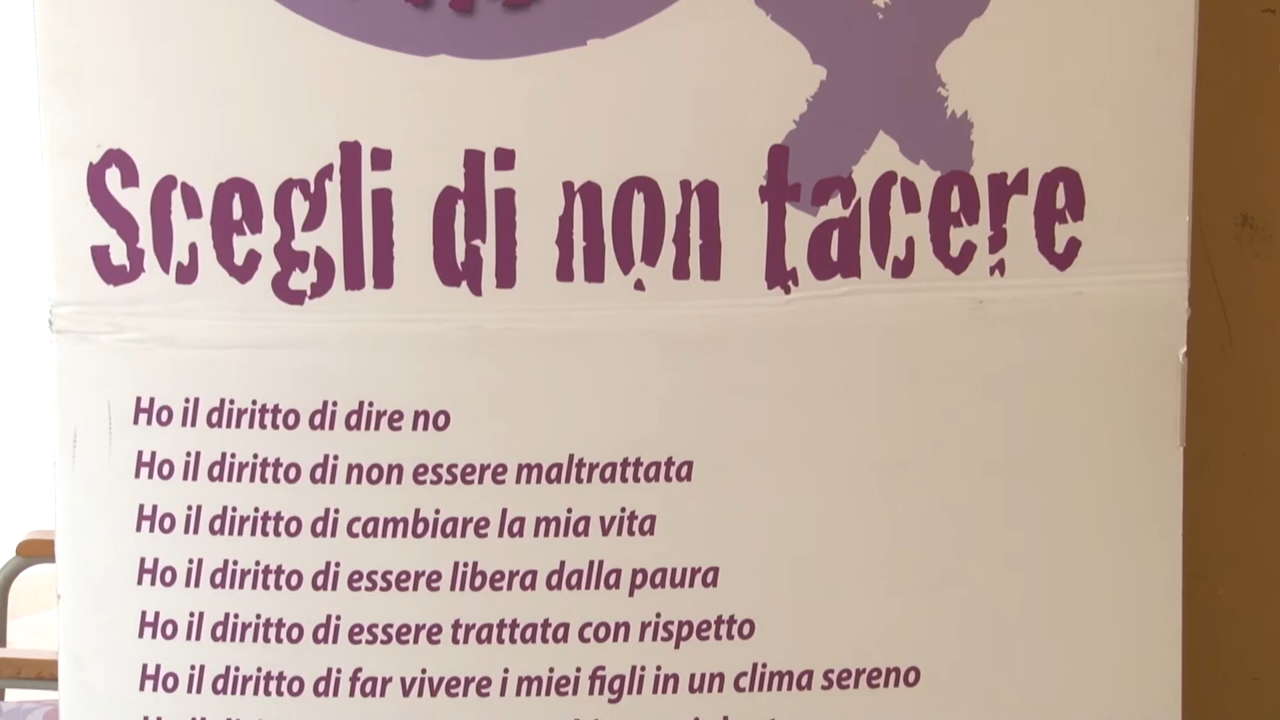 Scegli di non tacere
Ho il diritto di dire no
Ho il diritto di non essere maltrattata
Ho il diritto di cambiare la mia vita
Ho il diritto di essere libera dalla paura
Ho il diritto di essere trattata con rispetto
Ho il diritto di far vivere i miei figli in un clima sereno